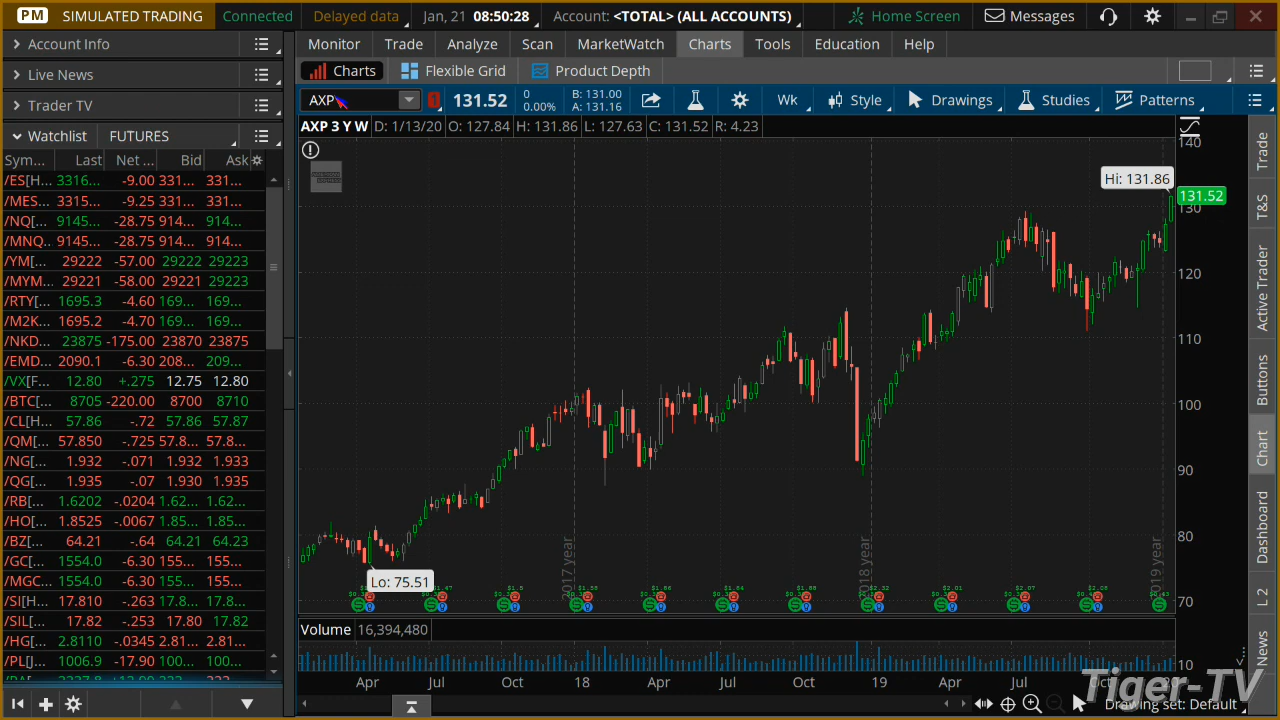 PM SIMULATED TRADING Connected Delayed data Jan, 21 08:50:28 Account: <TOTAL> (ALL ACCOUNTS) Home Screen Messages
Account Info
Live News
Trader TV
Watchlist FUTURES
Sym... Last Net ... Bid Ask
/ES[H... 3316... -9.00 331... 331...
/MES... 3315... -9.25 331... 331...
/NQ[... 9145... -28.75 914... 914...
/MNQ... 9145... -28.75 914... 914...
/YM[... 29222 -57.00 29222 29223
/MYM... 29221 -58.00 29221 29223
/RTY[... 1695.3 -4.60 169... 169...
/M2K... 1695.2 -4.70 169... 169...
/NKD... 23875 -175.00 23870 23875
/EMD... 2090.1 -6.30 208... 209...
/VX[F... 12.80 +.275 12.75 12.80
/BTC[... 8705 -220.00 8700 8710
/CL[H... 57.86 -.72 57.86 57.87
/QM[... 57.850 -.725 57.8... 57.8...
/NG[... 1.932 -.071 1.932 1.933
/QG[... 1.935 -.07 1.930 1.935
/RB[... 1.6202 -.0204 1.62... 1.62...
/HO[... 1.8525 -.0067 1.85... 1.85...
/BZ[... 64.21 -.64 64.21 64.23
/GC[... 1554.0 -6.30 155... 155...
/MGC... 1554.0 -6.30 155... 155...
/SI[H... 17.810 -.263 17.8... 17.8...
/SIL[... 17.82 -.253 17.80 17.82
/HG[... 2.8110 -.0345 2.81... 2.81...
/PL[J... 1006.9 -17.90 100... 100...
Monitor Trade Analyze Scan MarketWatch Charts Tools Education Help
Charts Flexible Grid Product Depth
AXP 131.52 0 0.00% B: 131.00 A: 131.16 Wk Style Drawings Studies Patterns
AXP 3 Y W D: 1/13/20 O: 127.84 H: 131.86 L: 127.63 C: 131.52 R: 4.23
140
Hi: 131.86
131.52
130
120
110
100
90
80
70
Lo: 75.51
2017 year
2018 year
2019 year
Volume 16,394,480
10
Apr Jul Oct 18 Apr Jul Oct 19 Apr Jul Oct 20
Drawing set: Default
Tiger-TV
Trade
T&S
Active Trader
Buttons
Chart
Dashboard
L 2
News